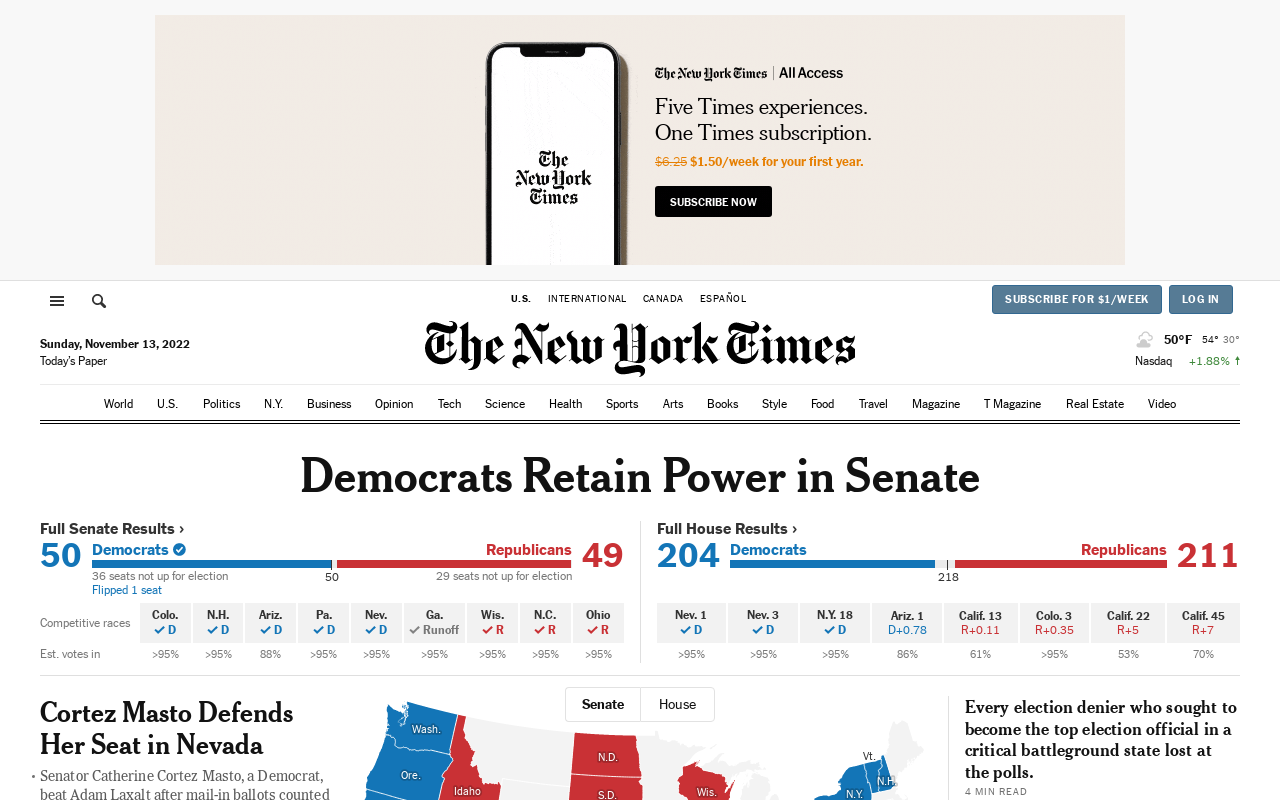 The New York Times | All Access
Five Times experiences.
One Times subscription.
$6.25 $1.50/week for your first year.
The
New York
Times
SUBSCRIBE NOW
U.S. INTERNATIONAL CANADA ESPAÑOL
SUBSCRIBE FOR $1/WEEK LOG IN
Sunday, November 13, 2022
Today's Paper
The New York Times
50°F 54° 30°
Nasdaq +1.88% ↑
World U.S. Politics N.Y. Business Opinion Tech Science Health Sports Arts Books Style Food Travel Magazine T Magazine Real Estate Video
Democrats Retain Power in Senate
Full Senate Results ›
50 Democrats Republicans 49
36 seats not up for election 50 29 seats not up for election
Flipped 1 seat
Competitive races Colo. N.H. Ariz. Pa. Nev. Ga. Wis. N.C. Ohio
✓ D ✓ D ✓ D ✓ D ✓ D ✓ Runoff ✓ R ✓ R ✓ R
Est. votes in >95% >95% 88% >95% >95% >95% >95% >95% >95%
Full House Results ›
204 Democrats Republicans 211
218
Nev. 1 Nev. 3 N.Y. 18 Ariz. 1 Calif. 13 Colo. 3 Calif. 22 Calif. 45
✓ D ✓ D ✓ D D+0.78 R+0.11 R+0.35 R+5 R+7
>95% >95% >95% 86% 61% >95% 53% 70%
Cortez Masto Defends
Her Seat in Nevada
• Senator Catherine Cortez Masto, a Democrat,
beat Adam Laxalt after mail-in ballots counted
Senate House
Wash.
Ore.
Idaho
N.D.
S.D.
Wis.
Vt.
N.H.
N.Y.
Every election denier who sought to
become the top election official in a
critical battleground state lost at
the polls.
4 MIN READ